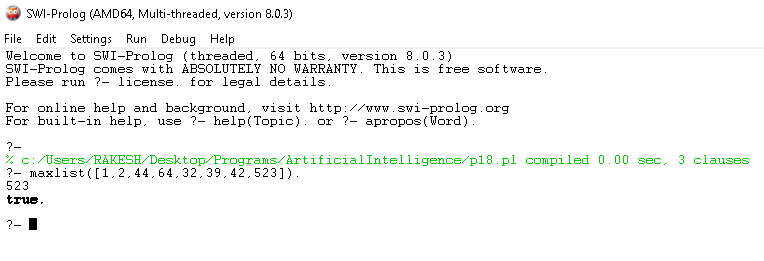 SWI-Prolog (AMD64, Multi-threaded, version 8.0.3)
File Edit Settings Run Debug Help
Welcome to SWI-Prolog (threaded, 64 bits, version 8.0.3)
SWI-Prolog comes with ABSOLUTELY NO WARRANTY. This is free software.
Please run ?- license. for legal details.
For online help and background, visit http://www.swi-prolog.org
For built-in help, use ?- help(Topic). or ?- apropos(Word).
?-
% c:/Users/RAKESH/Desktop/Programs/ArtificialIntelligence/p18.pl compiled 0.00 sec, 3 clauses
?- maxlist([1,2,44,64,32,39,42,523]).
523
true.
?-